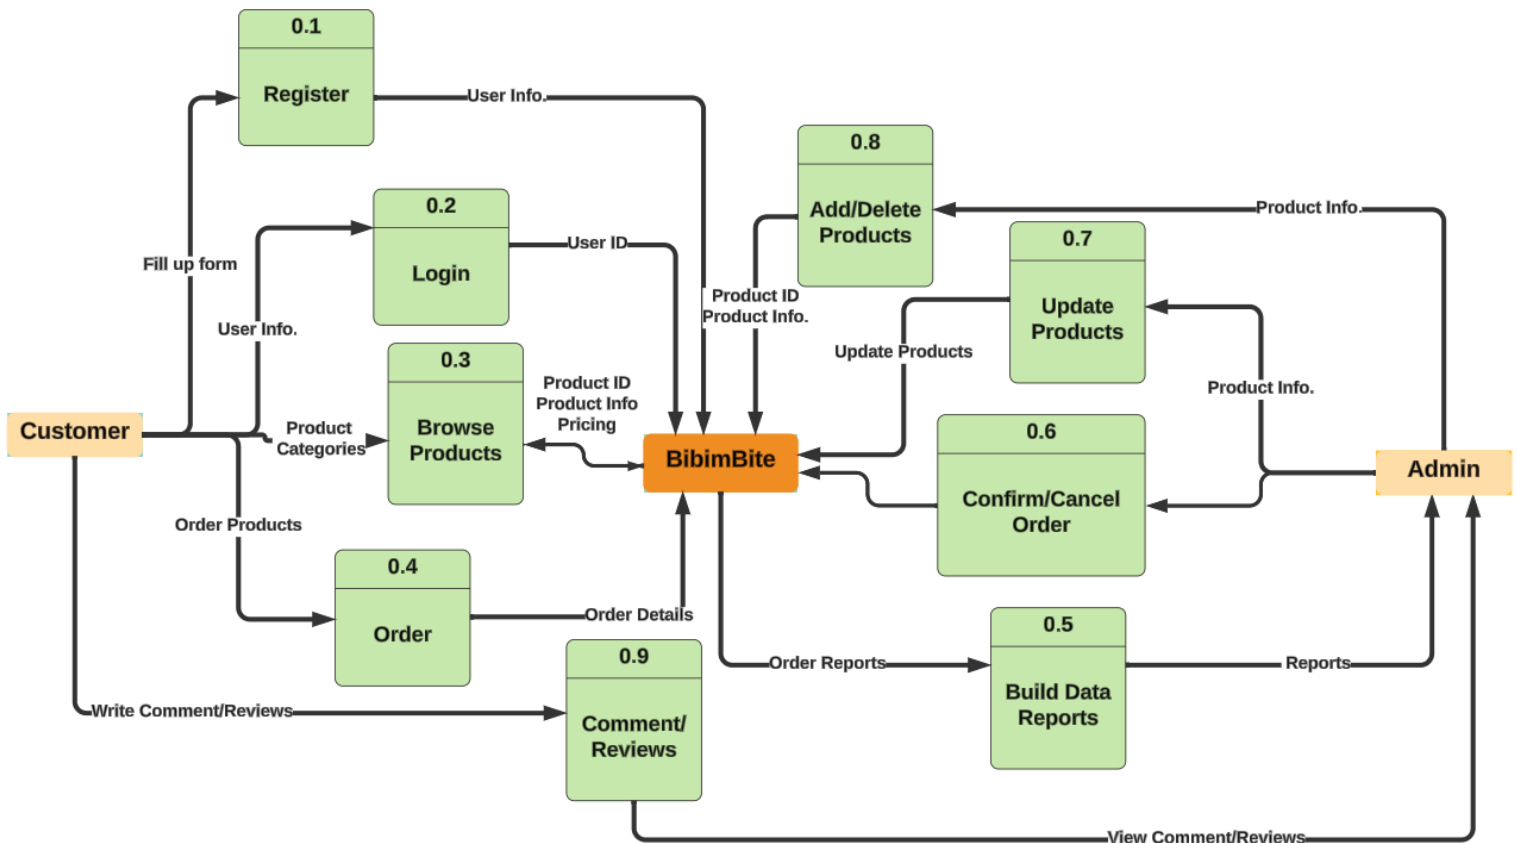 0.1
Register
User Info.
0.8
Add/Delete
Products
Product Info.
0.2
Login
User ID
Fill up form
User Info.
0.7
Update
Products
Product ID
Product Info.
Update Products
0.3
Browse
Products
Product ID
Product Info
Pricing
Product Info.
Customer
Product
Categories
BibimBite
0.6
Confirm/Cancel
Order
Admin
Order Products
0.4
Order
Order Details
0.5
Build Data
Reports
Order Reports
Reports
0.9
Comment/
Reviews
Write Comment/Reviews
View Comment/Reviews